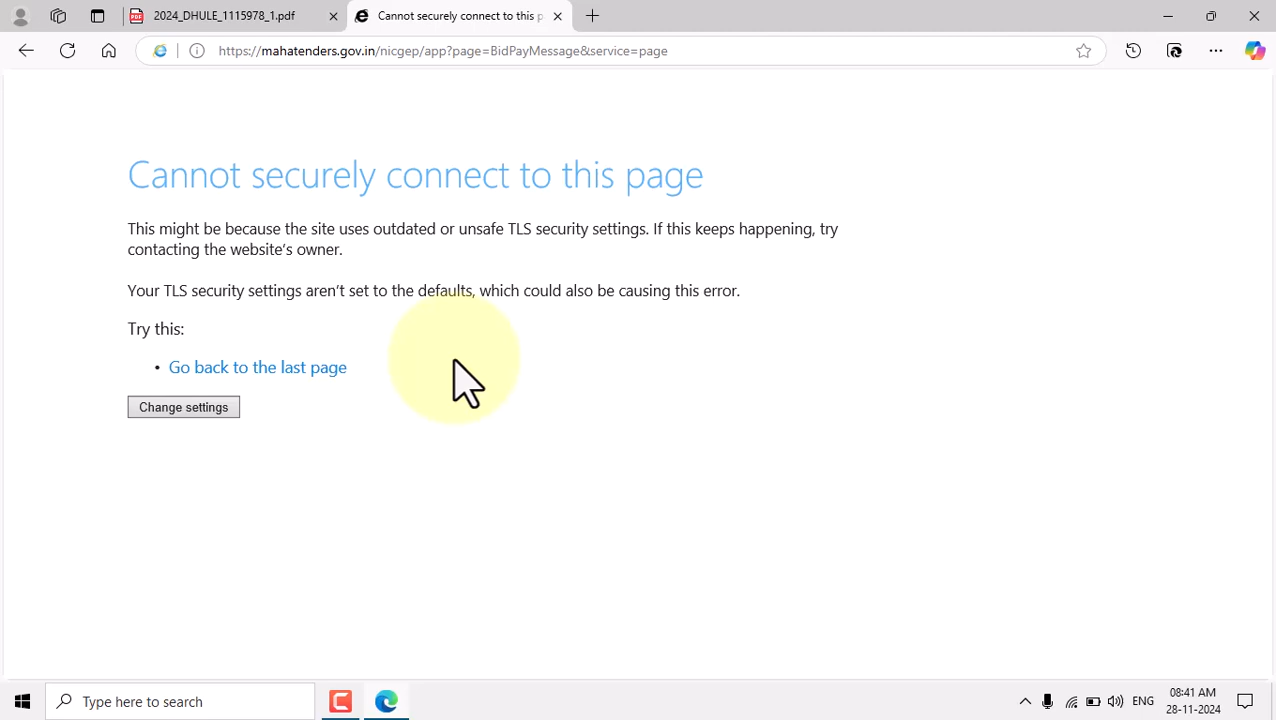 2024_DHULE_1115978_1.pdf
Cannot securely connect to this p
https://mahatenders.gov.in/nicgep/app?page=BidPayMessage&service=page
Cannot securely connect to this page
This might be because the site uses outdated or unsafe TLS security settings. If this keeps happening, try
contacting the website's owner.
Your TLS security settings aren't set to the defaults, which could also be causing this error.
Try this:
• Go back to the last page
Change settings
Type here to search
ENG
08:41 AM
28-11-2024